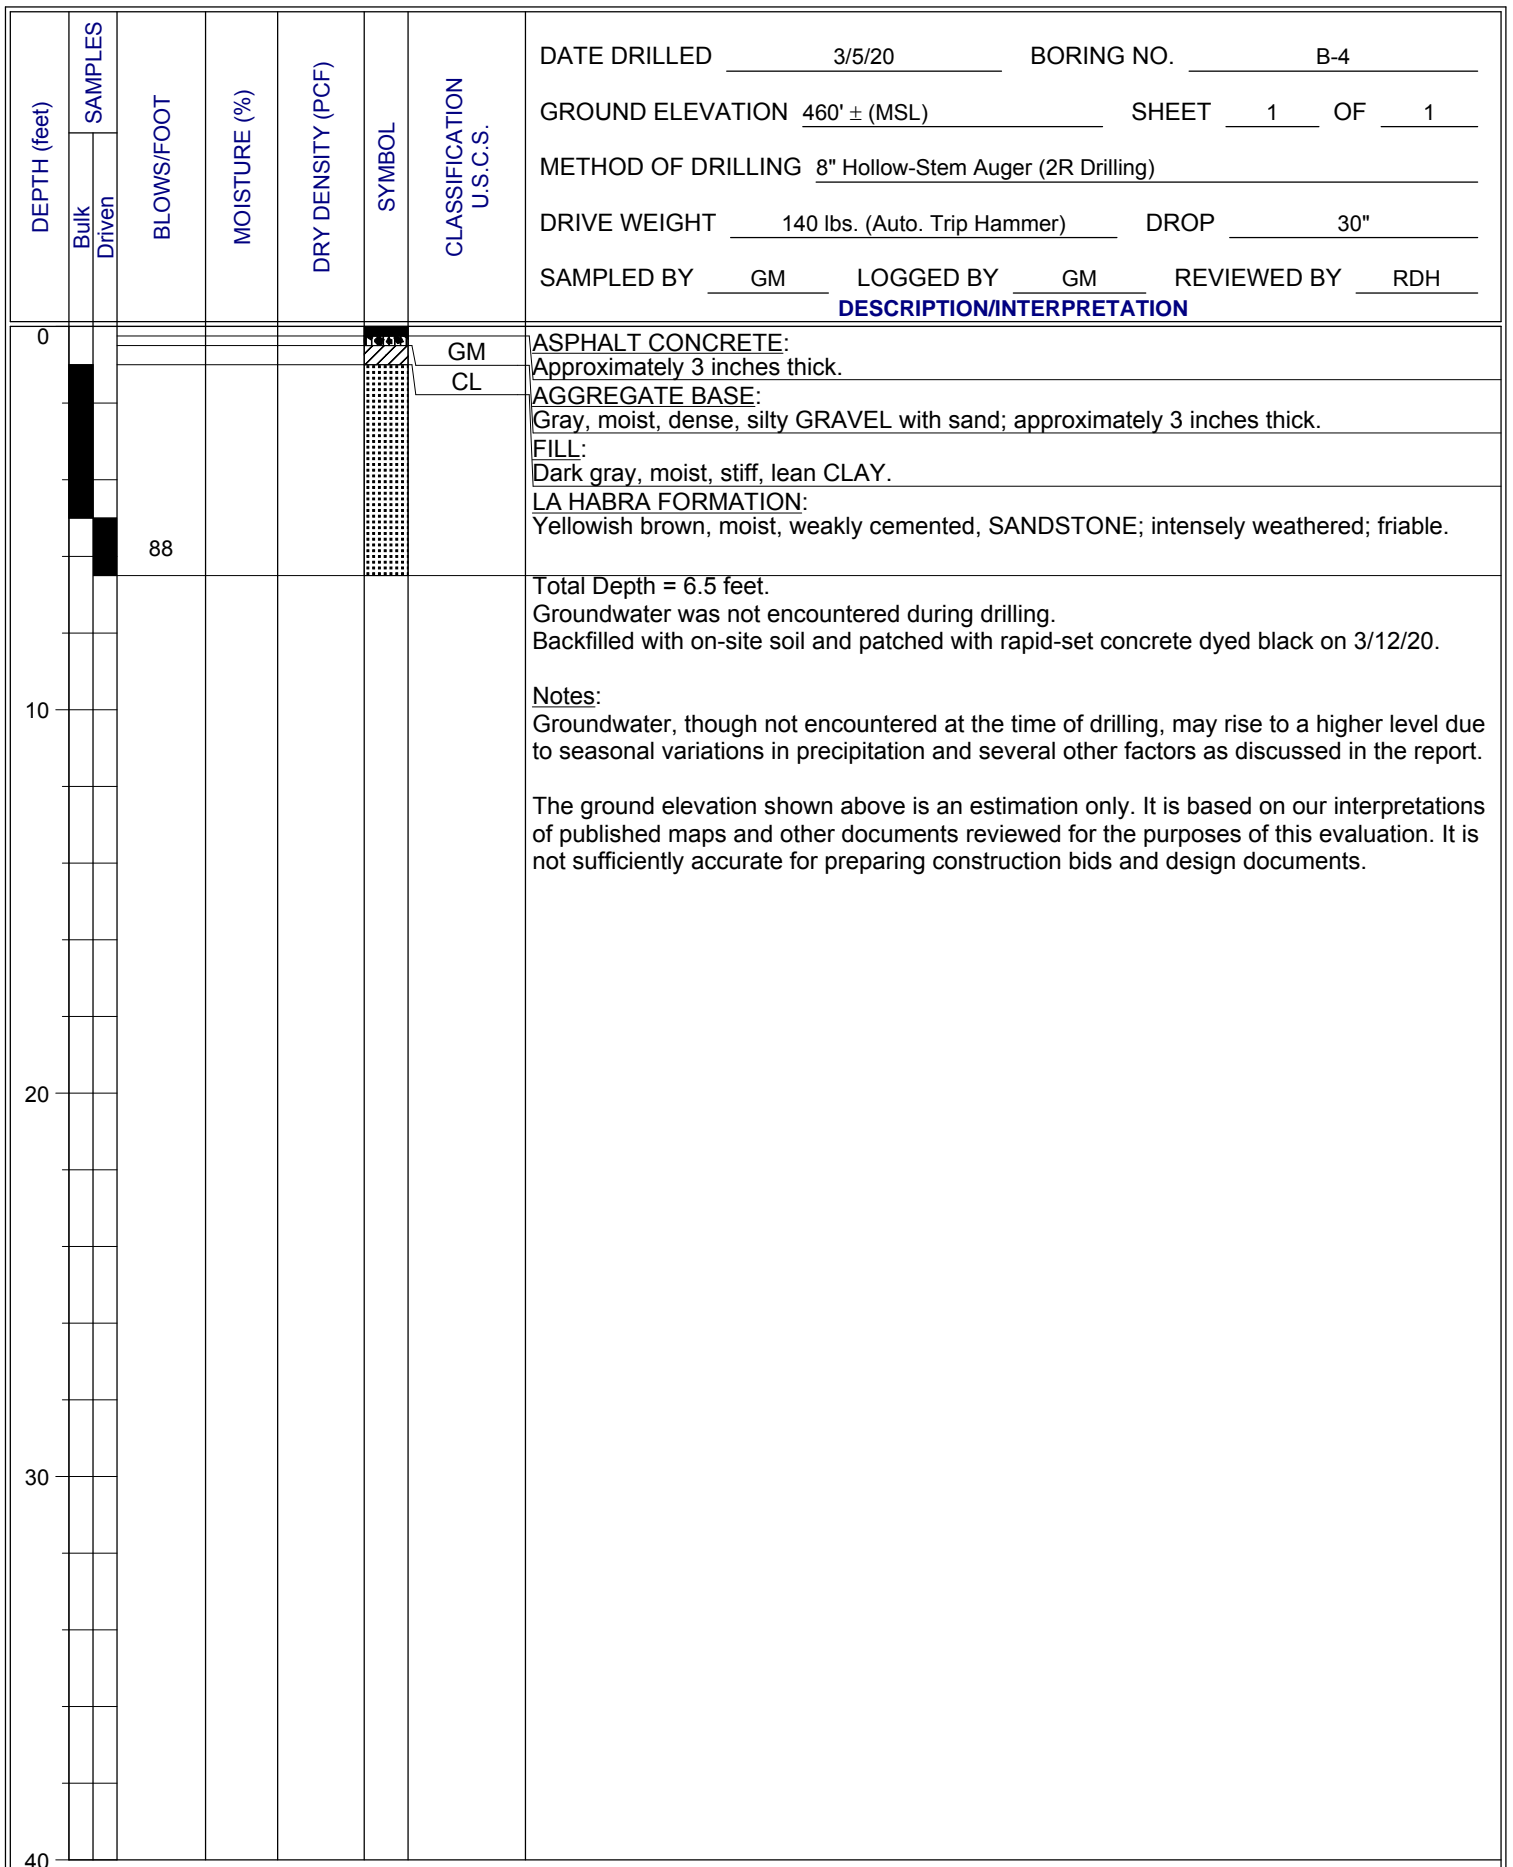 DEPTH (feet)
SAMPLES
Bulk
Driven
BLOWS/FOOT
MOISTURE (%)
DRY DENSITY (PCF)
SYMBOL
CLASSIFICATION
U.S.C.S.
DATE DRILLED 3/5/20 BORING NO. B-4
GROUND ELEVATION 460' ± (MSL) SHEET 1 OF 1
METHOD OF DRILLING 8" Hollow-Stem Auger (2R Drilling)
DRIVE WEIGHT 140 lbs. (Auto. Trip Hammer) DROP 30"
SAMPLED BY GM LOGGED BY GM REVIEWED BY RDH
DESCRIPTION/INTERPRETATION
0
GM
CL
ASPHALT CONCRETE:
Approximately 3 inches thick.
AGGREGATE BASE:
Gray, moist, dense, silty GRAVEL with sand; approximately 3 inches thick.
FILL:
Dark gray, moist, stiff, lean CLAY.
LA HABRA FORMATION:
Yellowish brown, moist, weakly cemented, SANDSTONE; intensely weathered; friable.
88
Total Depth = 6.5 feet.
Groundwater was not encountered during drilling.
Backfilled with on-site soil and patched with rapid-set concrete dyed black on 3/12/20.
Notes:
10
Groundwater, though not encountered at the time of drilling, may rise to a higher level due
to seasonal variations in precipitation and several other factors as discussed in the report.
The ground elevation shown above is an estimation only. It is based on our interpretations
of published maps and other documents reviewed for the purposes of this evaluation. It is
not sufficiently accurate for preparing construction bids and design documents.
20
30
40